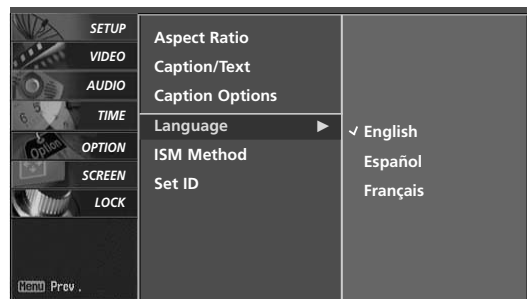 SETUP
VIDEO
AUDIO
TIME
OPTION
SCREEN
LOCK
Menu Prev.
Aspect Ratio
Caption/Text
Caption Options
Language ►
ISM Method
Set ID
✓ English
Español
Français